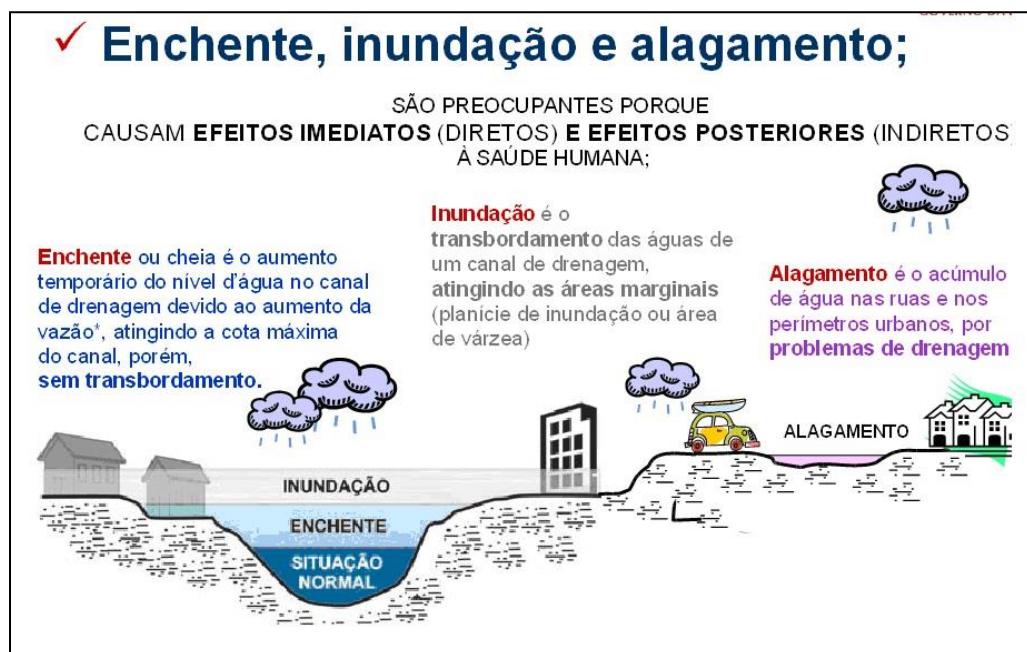 ✓ Enchente, inundação e alagamento;
SÃO PREOCUPANTES PORQUE
CAUSAM EFEITOS IMEDIATOS (DIRETOS) E EFEITOS POSTERIORES (INDIRETOS)
À SAÚDE HUMANA;
Enchente ou cheia é o aumento
temporário do nível d'água no canal
de drenagem devido ao aumento da
vazão*, atingindo a cota máxima
do canal, porém,
sem transbordamento.
Inundação é o
transbordamento das águas de
um canal de drenagem,
atingindo as áreas marginais
(planície de inundação ou área
de várzea)
Alagamento é o acúmulo
de água nas ruas e nos
perímetros urbanos, por
problemas de drenagem
ALAGAMENTO
INUNDAÇÃO
ENCHENTE
SITUAÇÃO
NORMAL